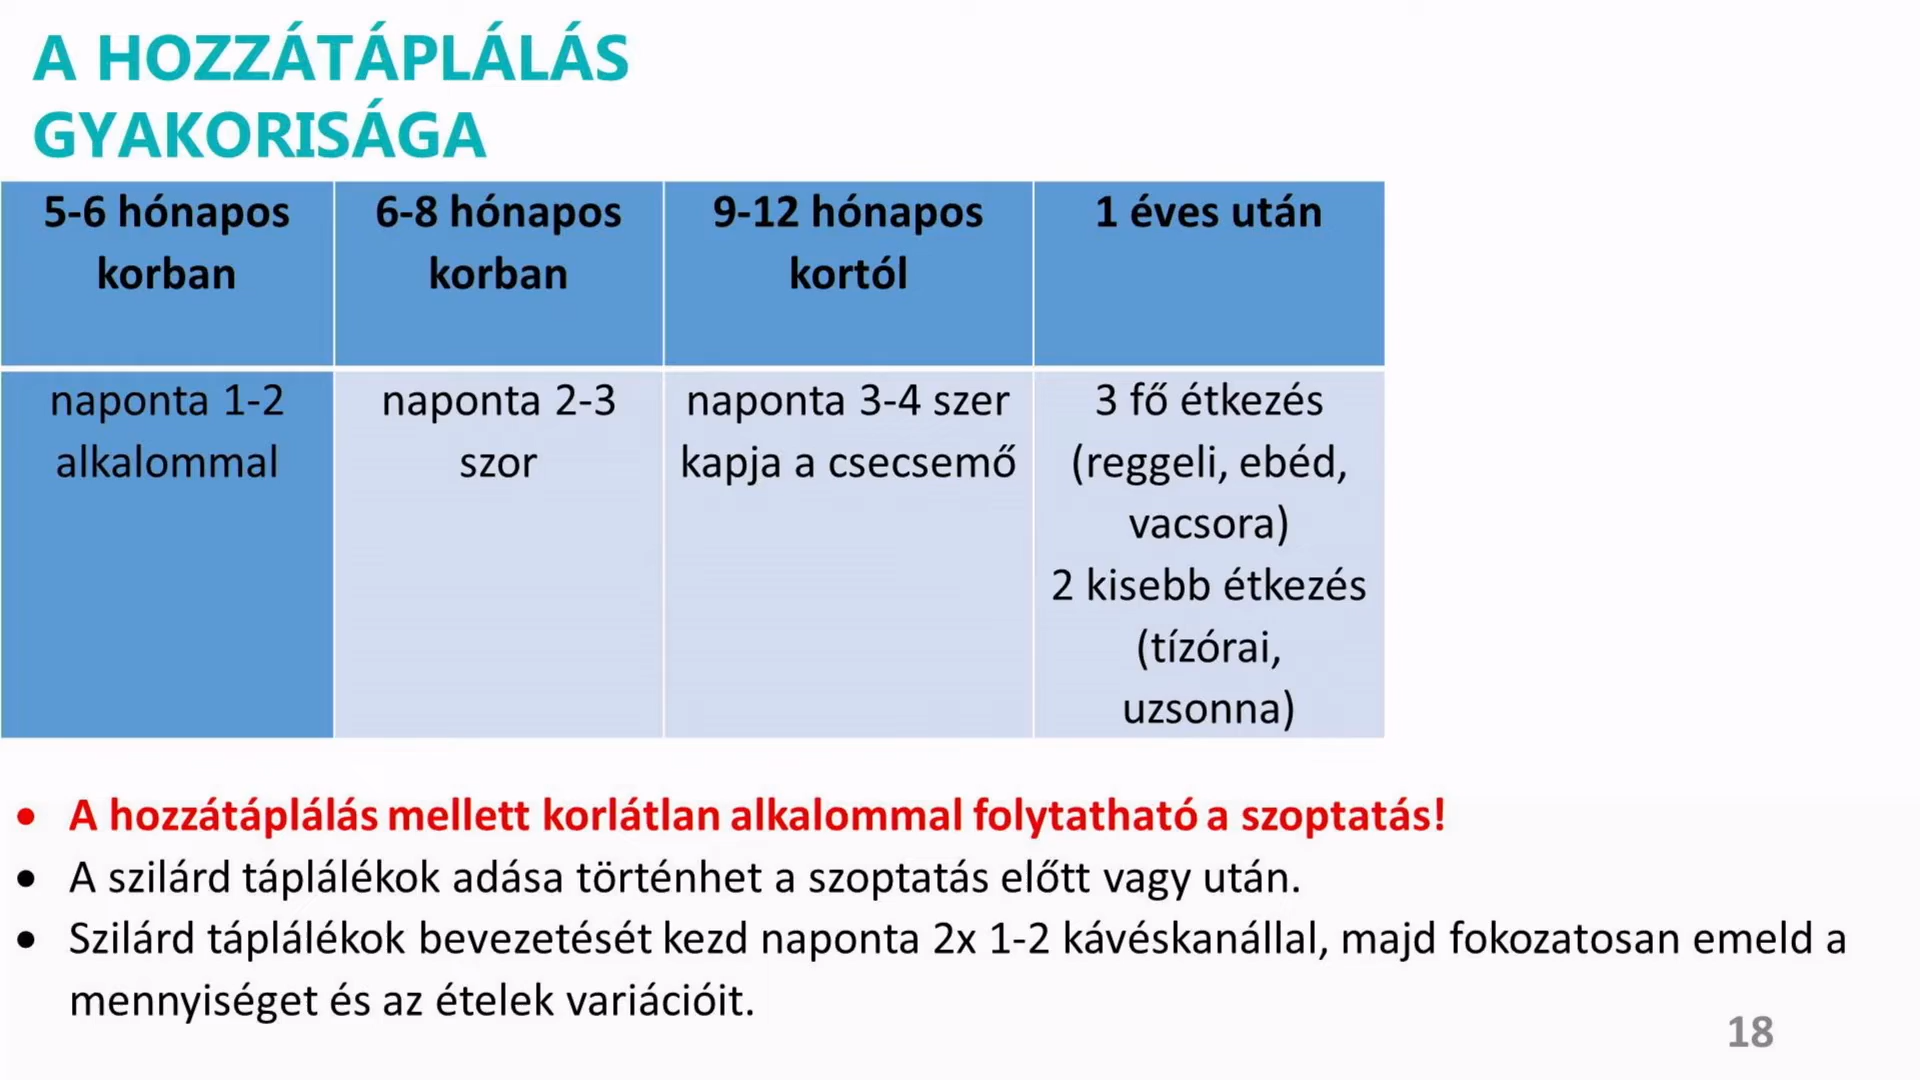 A HOZZÁTÁPLÁLÁS
GYAKORISÁGA
5-6 hónapos
korban
6-8 hónapos
korban
9-12 hónapos
kortól
1 éves után
naponta 1-2
alkalommal
naponta 2-3
szor
naponta 3-4 szer
kapja a csecsemő
3 fő étkezés
(reggeli, ebéd,
vacsora)
2 kisebb étkezés
(tízórai,
uzsonna)
• A hozzátáplálás mellett korlátlan alkalommal folytatható a szoptatás!
• A szilárd táplálékok adása történhet a szoptatás előtt vagy után.
• Szilárd táplálékok bevezetését kezd naponta 2x 1-2 kávéskanállal, majd fokozatosan emeld a
mennyiséget és az ételek variációit.
18